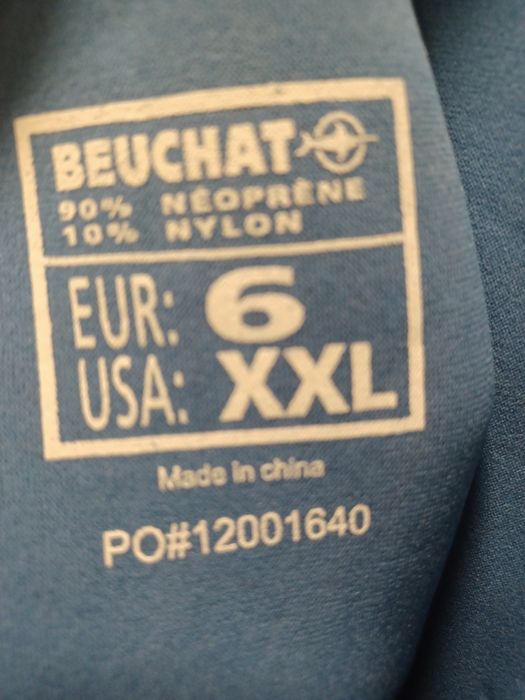 BEUCHAT
90% NÉOPRÈNE
10% NYLON
EUR: 6
USA: XXL
Made in china
PO#12001640